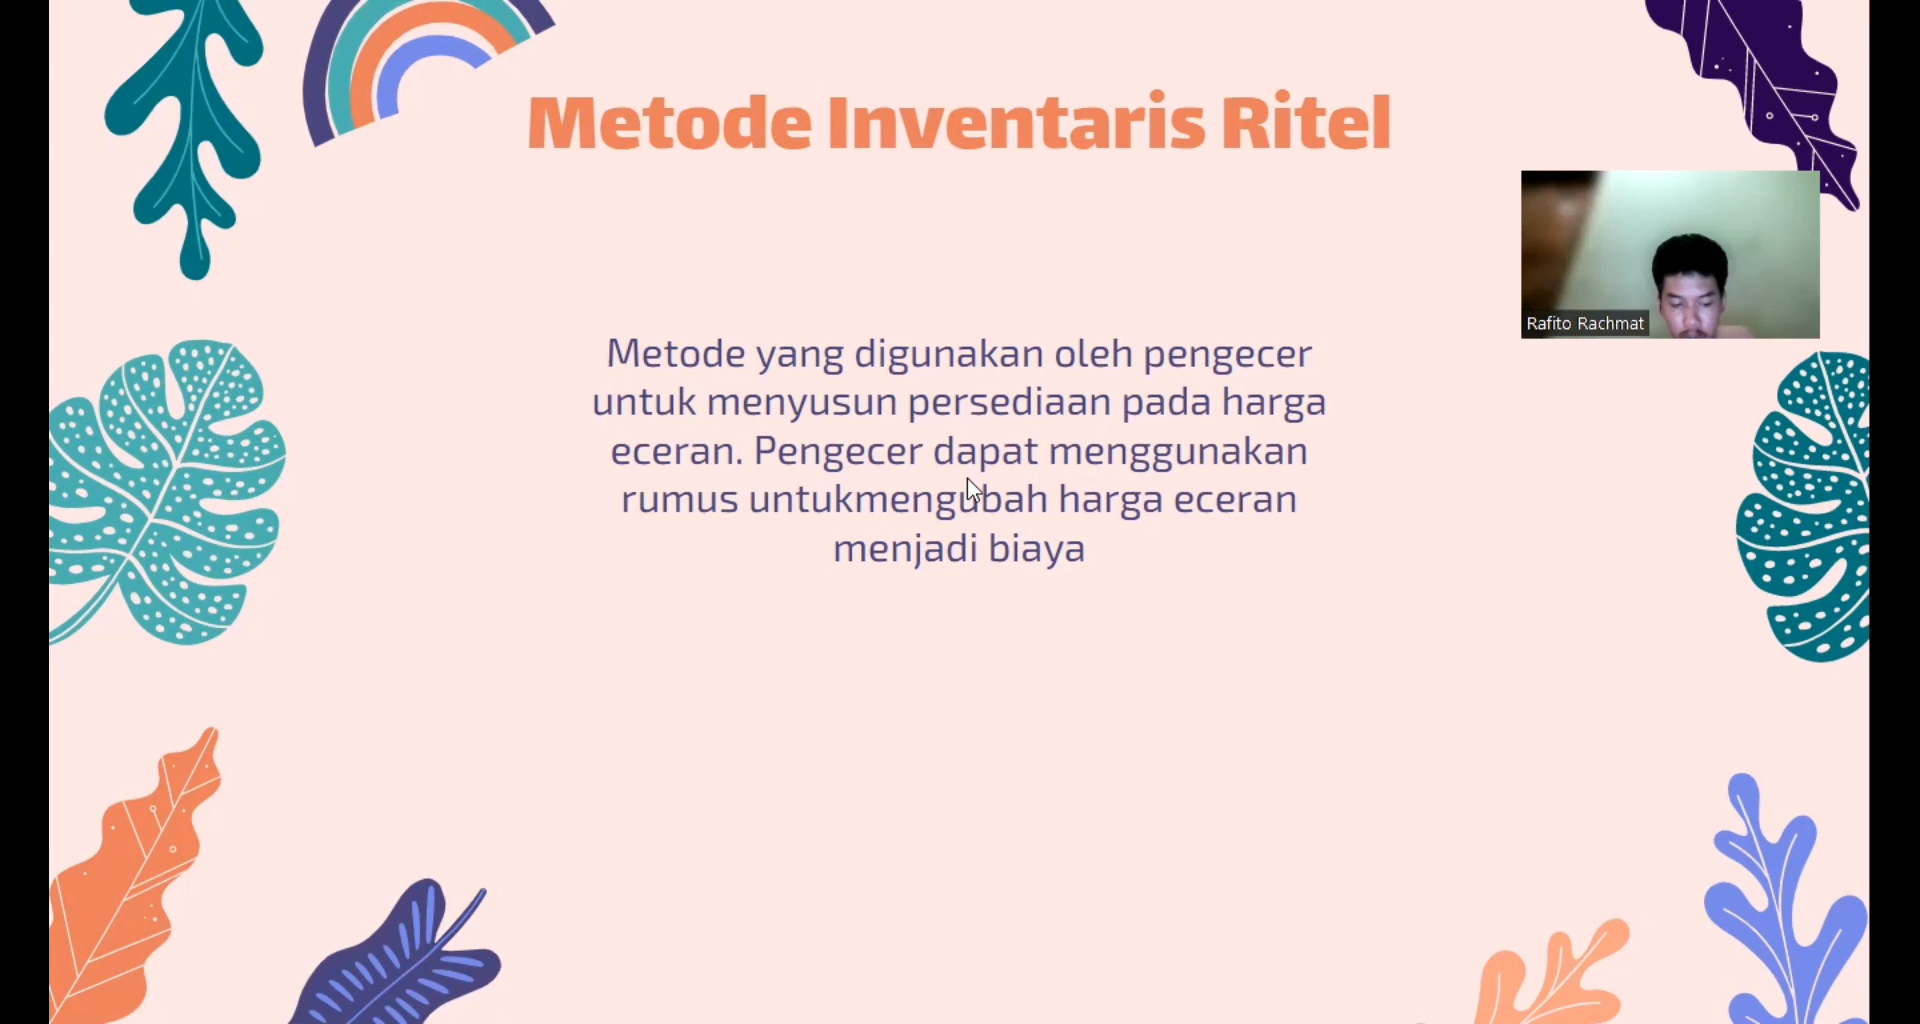 Metode Inventaris Ritel
Rafito Rachmat
Metode yang digunakan oleh pengecer
untuk menyusun persediaan pada harga
eceran. Pengecer dapat menggunakan
rumus untukmengubah harga eceran
menjadi biaya